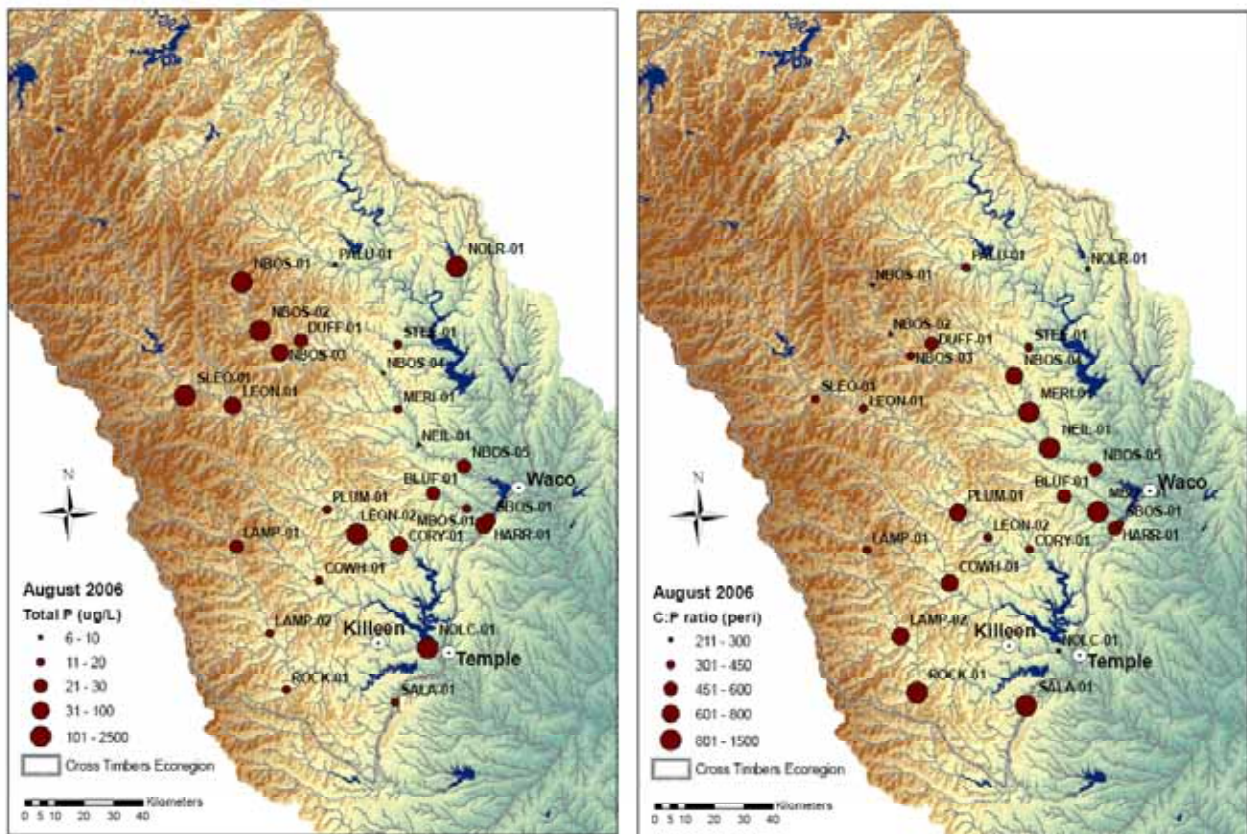 NBOS-01
PALU-01
NOLR-01
NBOS-02
DUFF-01
NBOS-03
STEE-01
NBOS-04
SLEO-01
LEON-01
MERI-01
NEIL-01
NBOS-05
N
BLUF-01
Waco
PLUM-01
LEON-02
MBOS-01
SBOS-01
HARR-01
LAMP-01
CORY-01
COWH-01
LAMP-02
Killeen
NOLC-01
Temple
ROCK-01
SALA-01
August 2006
Total P (ug/L)
6 - 10
11 - 20
21 - 30
31 - 100
101 - 2500
Cross Timbers Ecoregion
Kilometers
0 5 10 20 30 40
PALU-01
NOLR-01
NBOS-01
NBOS-02
DUFF-01
NBOS-03
STEE-01
NBOS-04
SLEO-01
LEON-01
MERI-01
NEIL-01
NBOS-05
N
BLUF-01
Waco
PLUM-01
SBOS-01
LEON-02
HARR-01
LAMP-01
CORY-01
COWH-01
LAMP-02
Killeen
NOLC-01
Temple
ROCK-01
SALA-01
August 2006
C:P ratio (peri)
211 - 300
301 - 450
451 - 600
601 - 800
801 - 1500
Cross Timbers Ecoregion
Kilometers
0 5 10 20 30 40